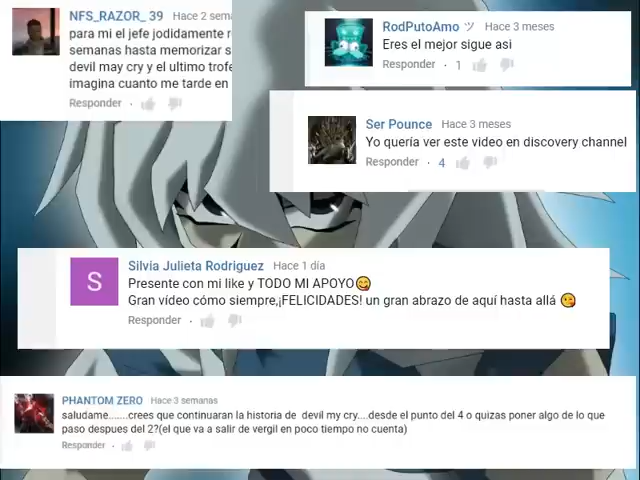 NFS_RAZOR_ 39 Hace 2 sema
para mi el jefe jodidamente r
semanas hasta memorizar s
devil may cry y el ultimo trofe
imagina cuanto me tarde en
Responder ·
RodPutoAmo ツ Hace 3 meses
Eres el mejor sigue asi
Responder · 1
Ser Pounce Hace 3 meses
Yo quería ver este video en discovery channel
Responder · 4
S
Silvia Julieta Rodriguez Hace 1 día
Presente con mi like y TODO MI APOYO😋
Gran vídeo cómo siempre,¡FELICIDADES! un gran abrazo de aquí hasta allá 😘
Responder ·
PHANTOM ZERO Hace 3 semanas
saludame.......crees que continuaran la historia de devil my cry....desde el punto del 4 o quizas poner algo de lo que
paso despues del 2?(el que va a salir de vergil en poco tiempo no cuenta)
Responder ·